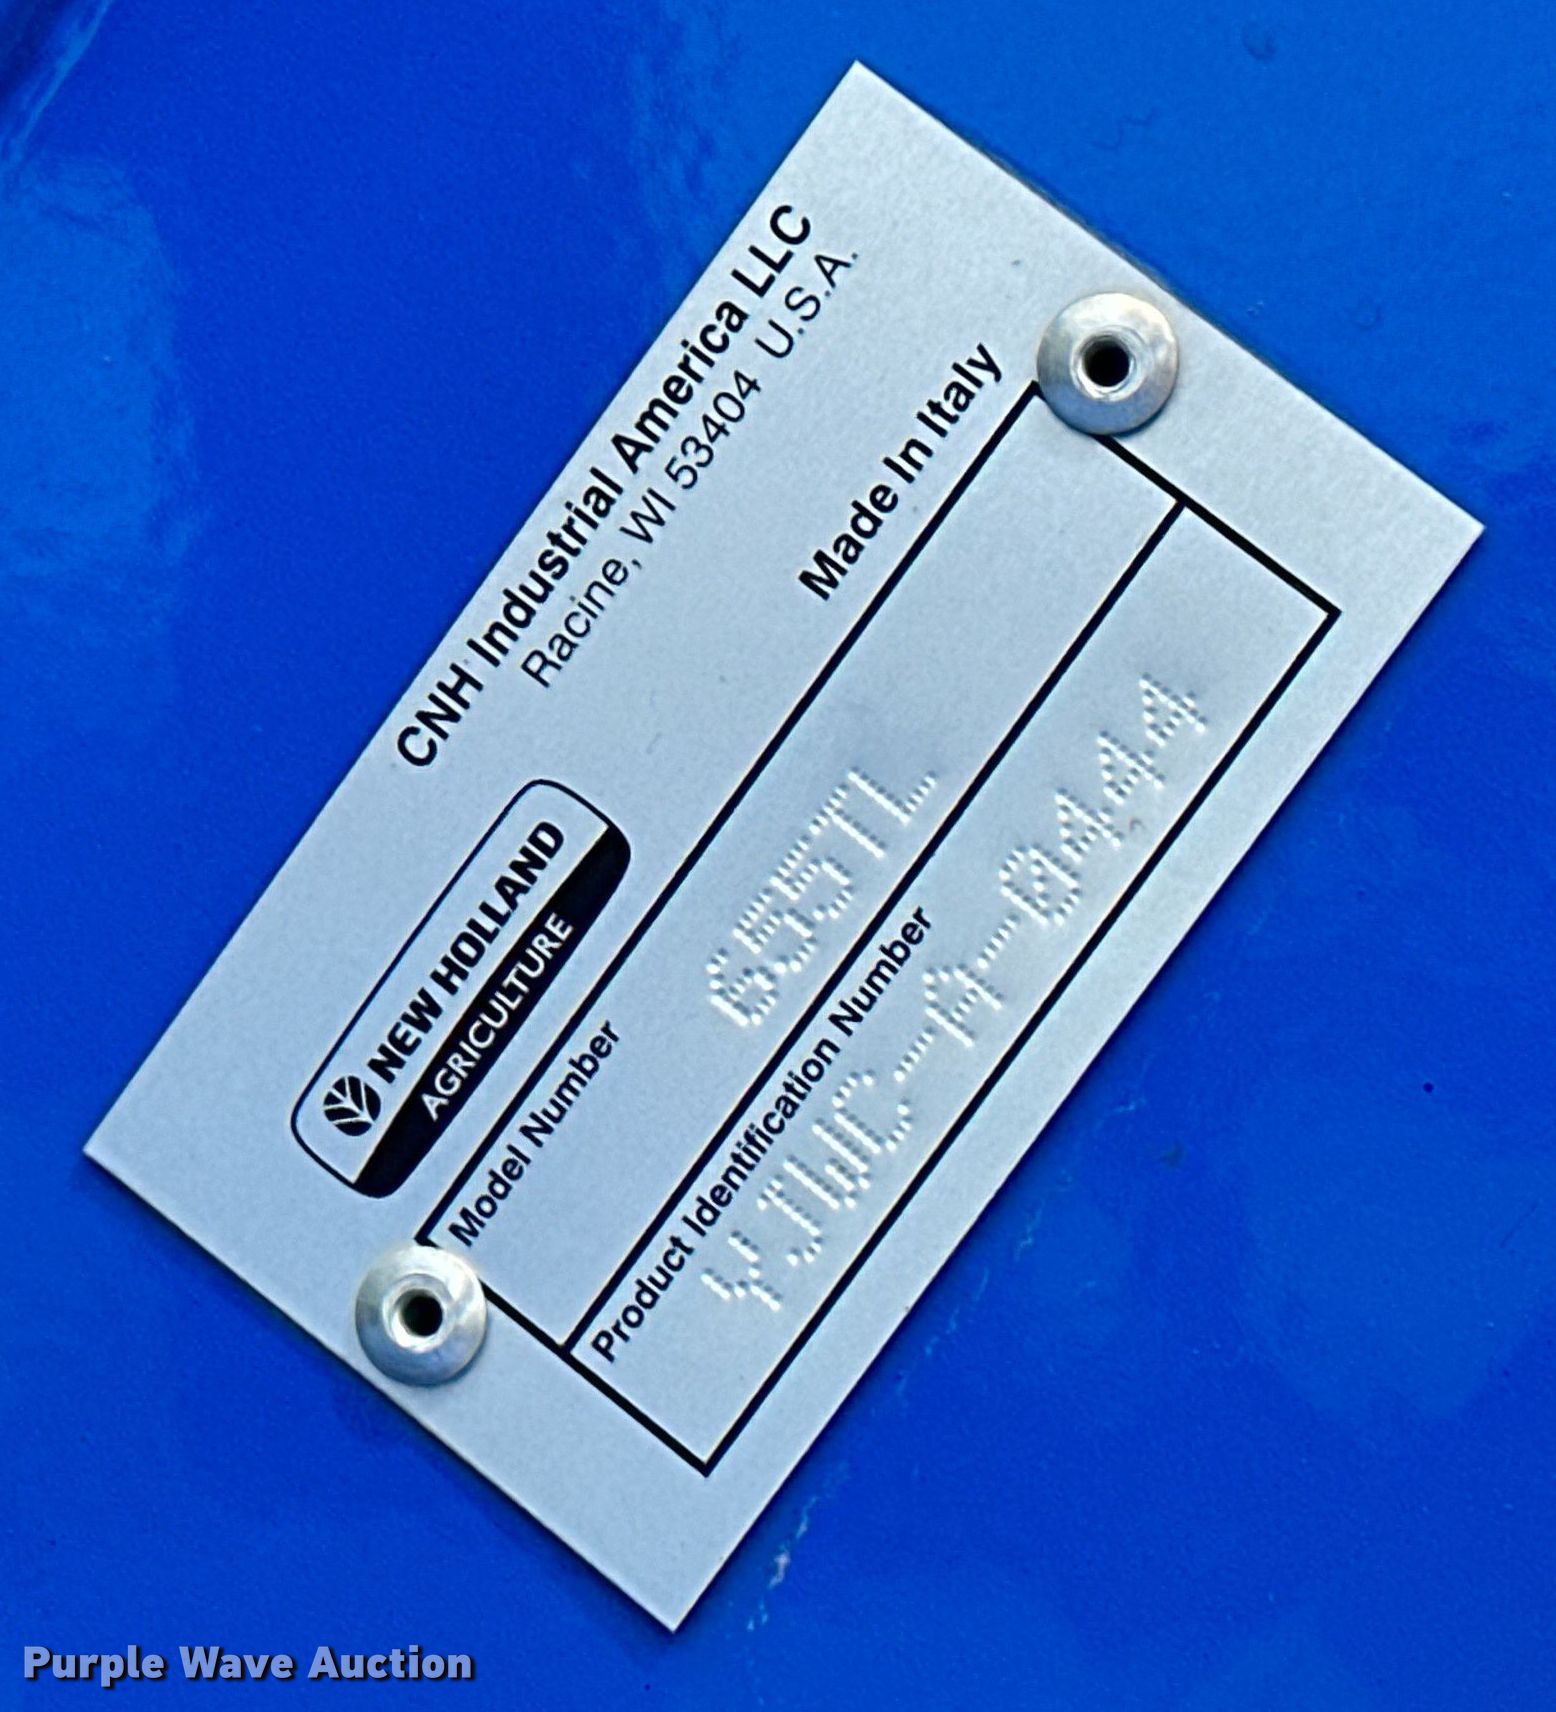 CNH Industrial America LLC
Racine, WI 53404 U.S.A.
NEW HOLLAND
AGRICULTURE
Made In Italy
Model Number
655TL
Product Identification Number
YJWC-A-0444
Purple Wave Auction